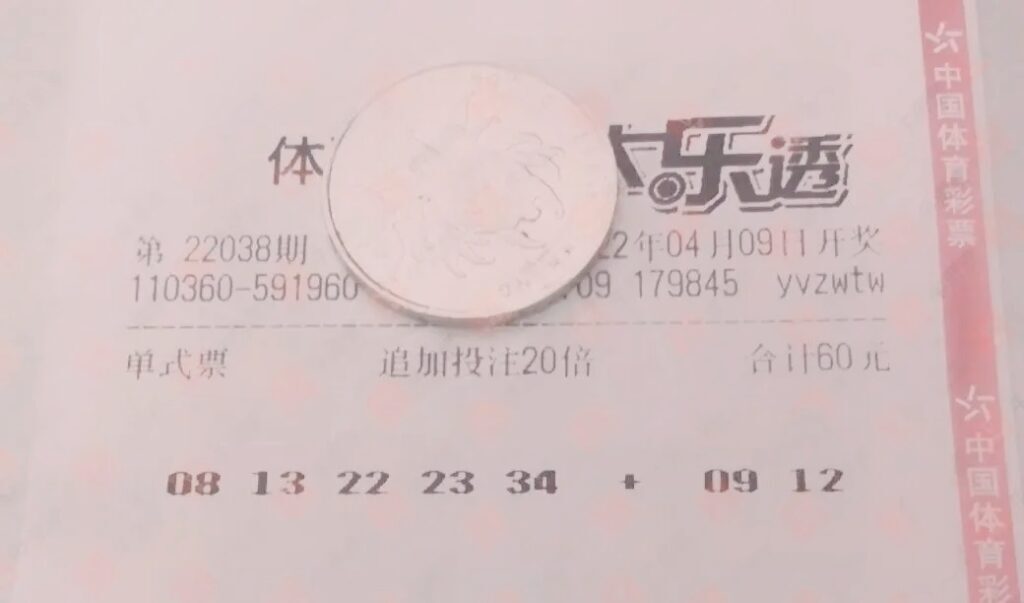 体 大乐透
第 22038期 22年04月09日开奖
110360-591960 09 179845 yvzwtw
单式票 追加投注20倍 合计60元
08 13 22 23 34 + 09 12
中国体育彩票
中国体育彩